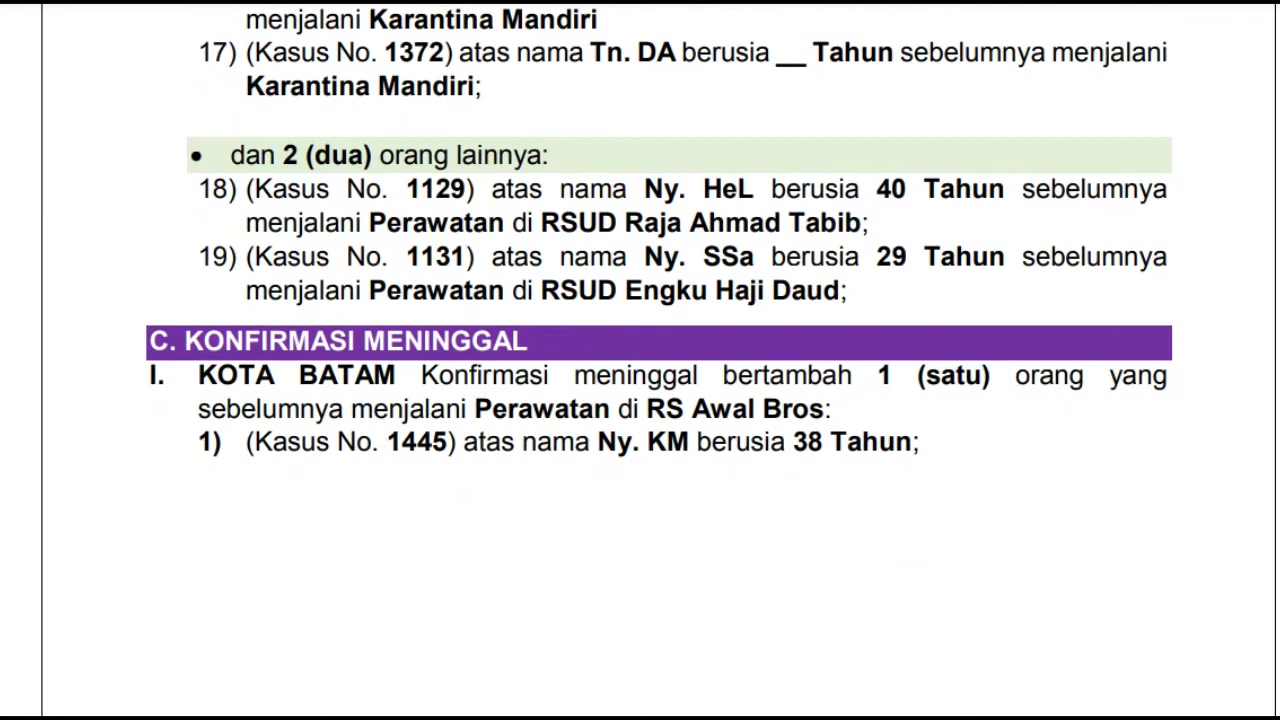 menjalani Karantina Mandiri
17) (Kasus No. 1372) atas nama Tn. DA berusia __ Tahun sebelumnya menjalani
Karantina Mandiri;
• dan 2 (dua) orang lainnya:
18) (Kasus No. 1129) atas nama Ny. HeL berusia 40 Tahun sebelumnya
menjalani Perawatan di RSUD Raja Ahmad Tabib;
19) (Kasus No. 1131) atas nama Ny. SSa berusia 29 Tahun sebelumnya
menjalani Perawatan di RSUD Engku Haji Daud;
C. KONFIRMASI MENINGGAL
I. KOTA BATAM Konfirmasi meninggal bertambah 1 (satu) orang yang
sebelumnya menjalani Perawatan di RS Awal Bros:
1) (Kasus No. 1445) atas nama Ny. KM berusia 38 Tahun;